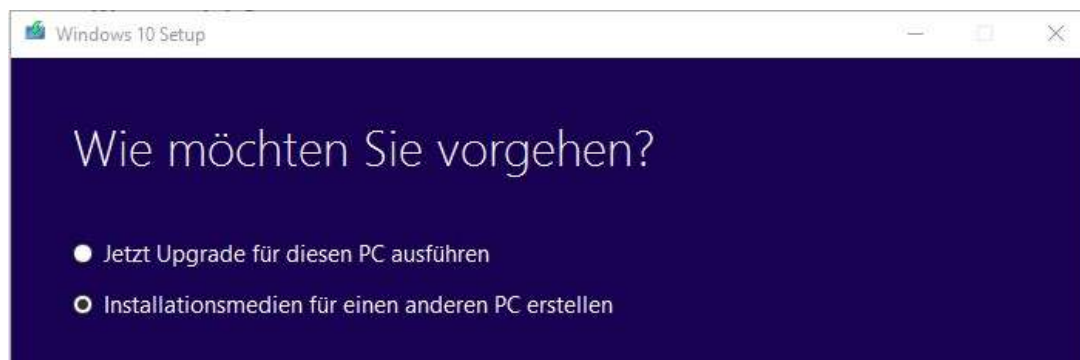 Windows 10 Setup
Wie möchten Sie vorgehen?
Jetzt Upgrade für diesen PC ausführen
Installationsmedien für einen anderen PC erstellen